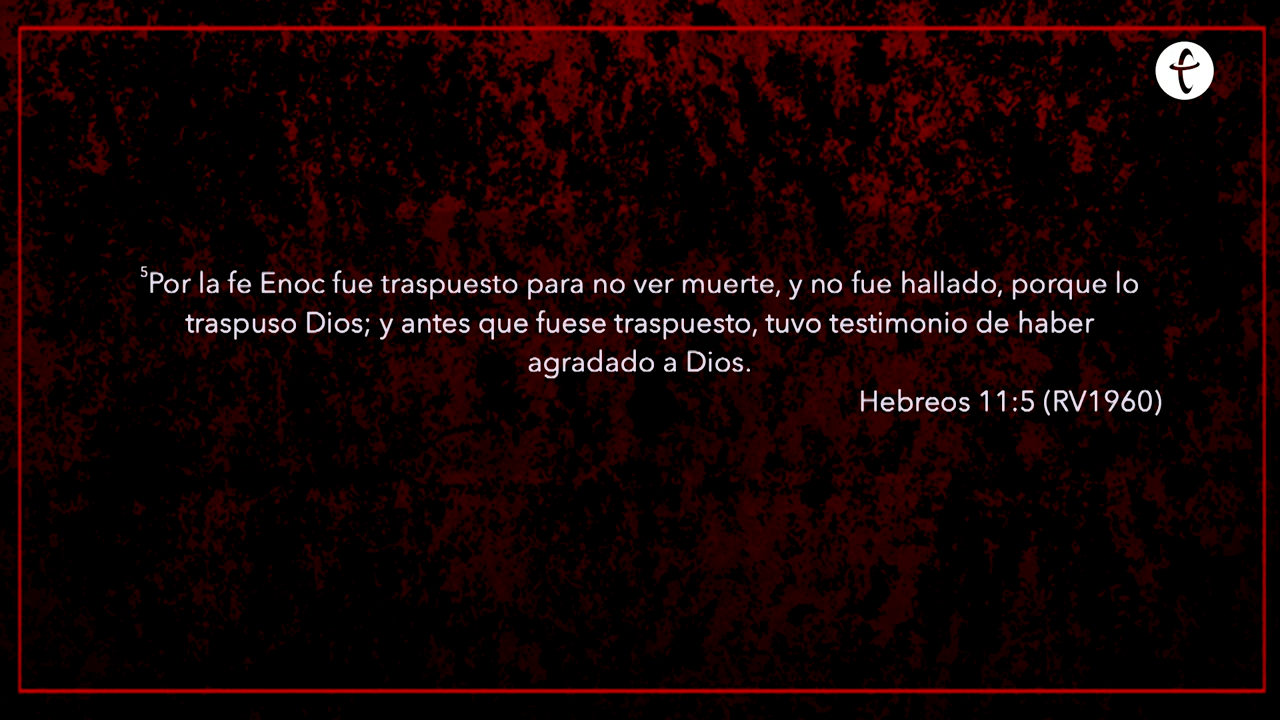 ⁵Por la fe Enoc fue traspuesto para no ver muerte, y no fue hallado, porque lo
traspuso Dios; y antes que fuese traspuesto, tuvo testimonio de haber
agradado a Dios.
Hebreos 11:5 (RV1960)